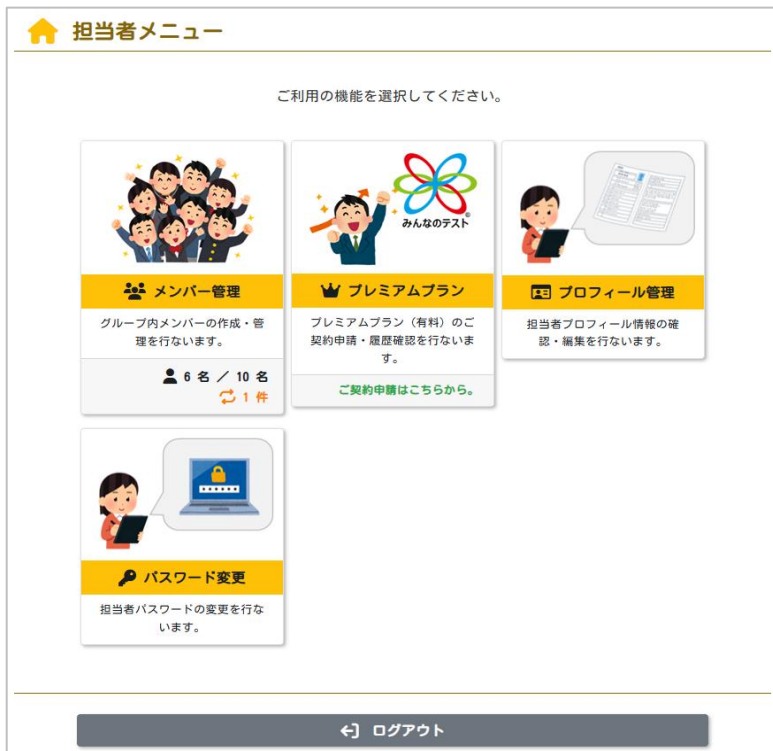 担当者メニュー
ご利用の機能を選択してください。
みんなのテスト
メンバー管理
グループ内メンバーの作成・管
理を行ないます。
6 名 ／ 10 名
1 件
プレミアムプラン
プレミアムプラン（有料）のご
契約申請・履歴確認を行ないま
す。
ご契約申請はこちらから。
プロフィール管理
担当者プロフィール情報の確
認・編集を行ないます。
パスワード変更
担当者パスワードの変更を行な
います。
ログアウト